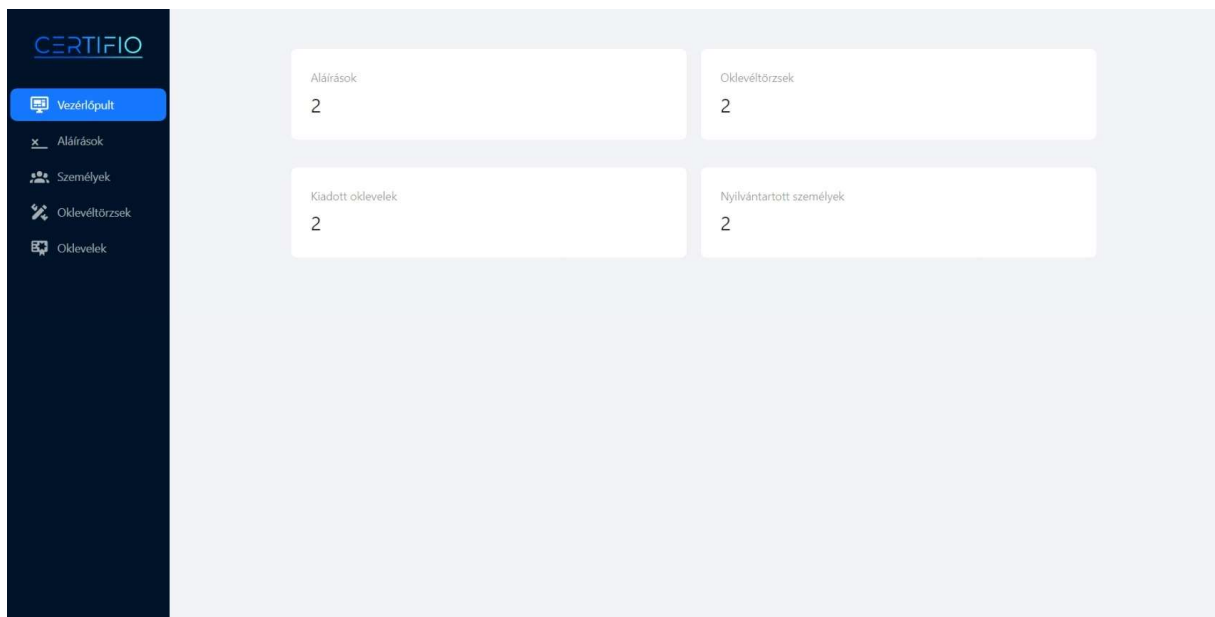 CERTIFIO
Vezérlőpult
Aláírások
Személyek
Oklevéltörzsek
Oklevelek
Aláírások
2
Oklevéltörzsek
2
Kiadott oklevelek
2
Nyilvántartott személyek
2